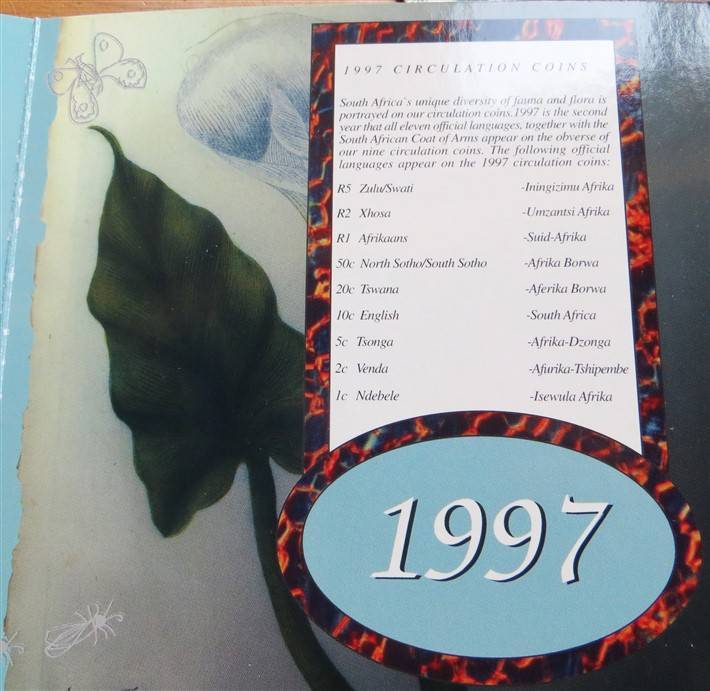 1997 CIRCULATION COINS
South Africa's unique diversity of fauna and flora is
portrayed on our circulation coins.1997 is the second
year that all eleven official languages, together with the
South African Coat of Arms appear on the obverse of
our nine circulation coins. The following official
languages appear on the 1997 circulation coins:
R5 Zulu/Swati -Iningizimu Afrika
R2 Xhosa -Umzantsi Afrika
R1 Afrikaans -Suid-Afrika
50c North Sotho/South Sotho -Afrika Borwa
20c Tswana -Aferika Borwa
10c English -South Africa
5c Tsonga -Afrika-Dzonga
2c Venda -Afurika-Tshipembe
1c Ndebele -Isewula Afrika
1997